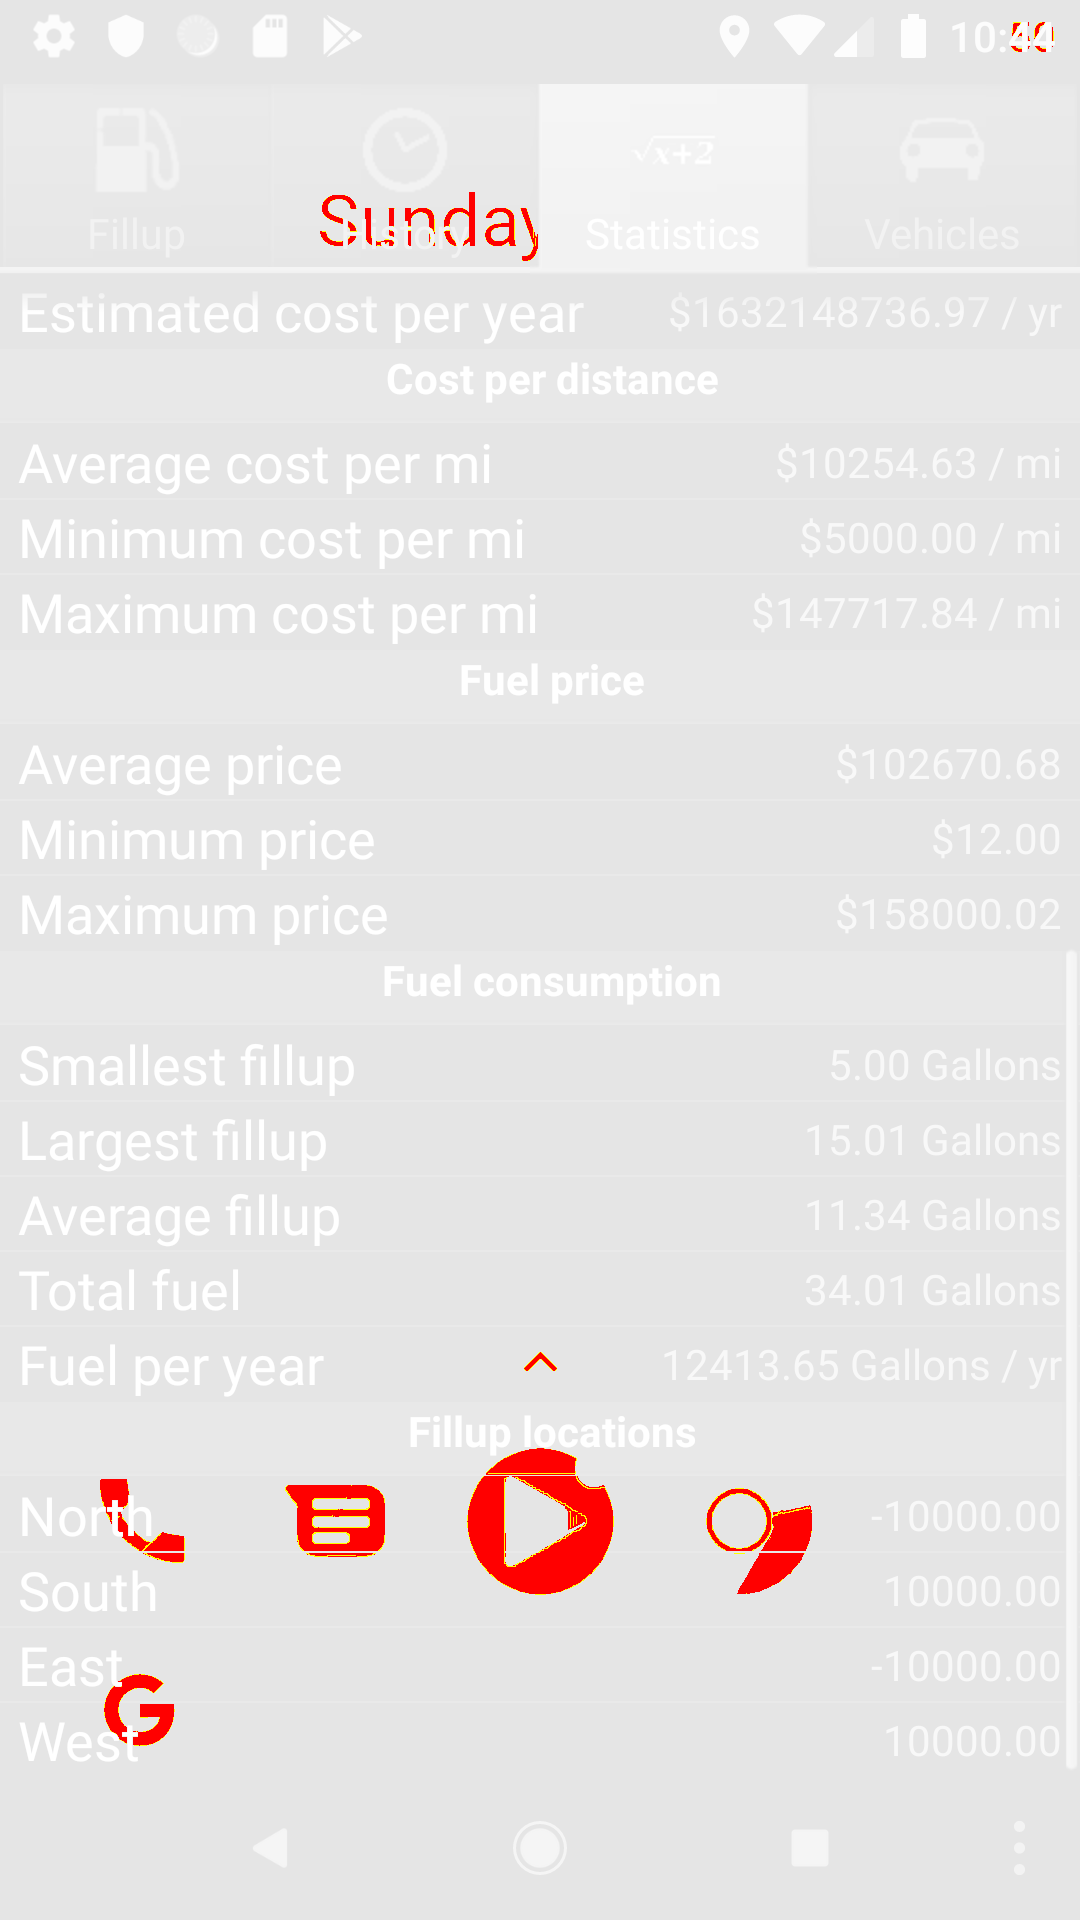 10:
Sunday
Fillup
History
Statistics
Vehicles
√x+2
Estimated cost per year $1632148736.97 / yr
Cost per distance
Average cost per mi $10254.63 / mi
Minimum cost per mi $5000.00 / mi
Maximum cost per mi $147717.84 / mi
Fuel price
Average price $102670.68
Minimum price $12.00
Maximum price $158000.02
Fuel consumption
Smallest fillup 5.00 Gallons
Largest fillup 15.01 Gallons
Average fillup 11.34 Gallons
Total fuel 34.01 Gallons
Fuel per year 12413.65 Gallons / yr
Fillup locations
North -10000.00
South 10000.00
East -10000.00
West 10000.00
G